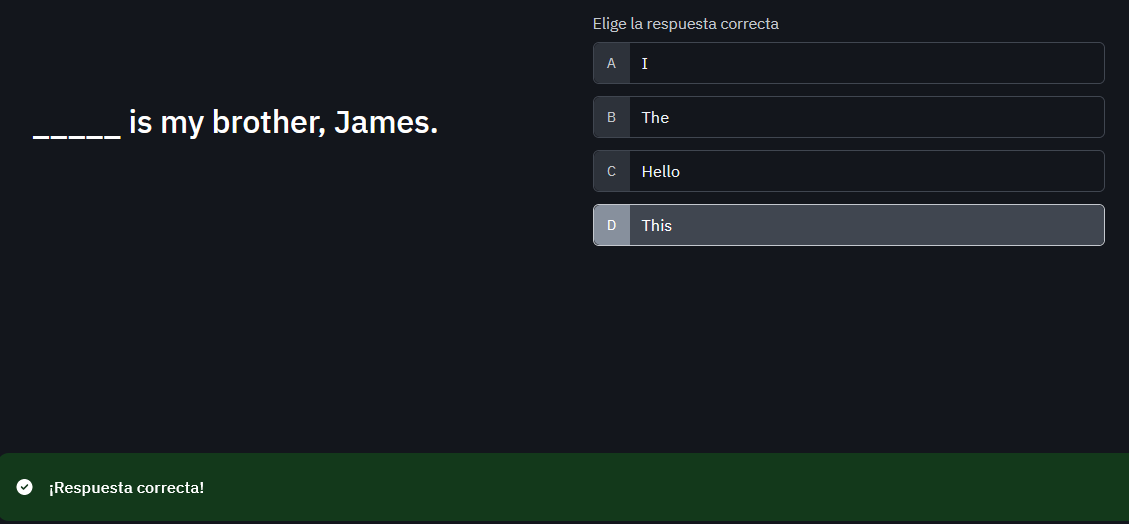 Elige la respuesta correcta
_____ is my brother, James.
A I
B The
C Hello
D This
¡Respuesta correcta!